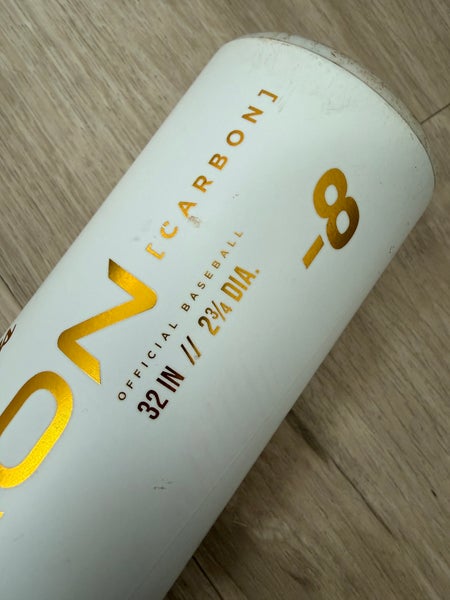 ON
[CARBON]
OFFICIAL BASEBALL
32 IN // 2¾ DIA.
-8